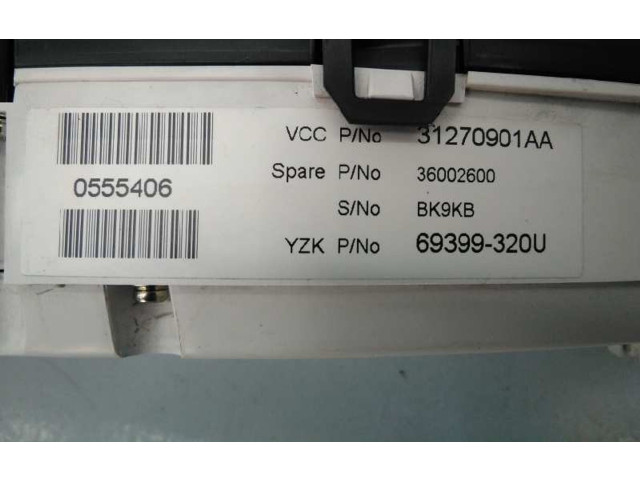 VCC P/No 31270901AA
0555406
Spare P/No 36002600
S/No BK9KB
YZK P/No 69399-320U